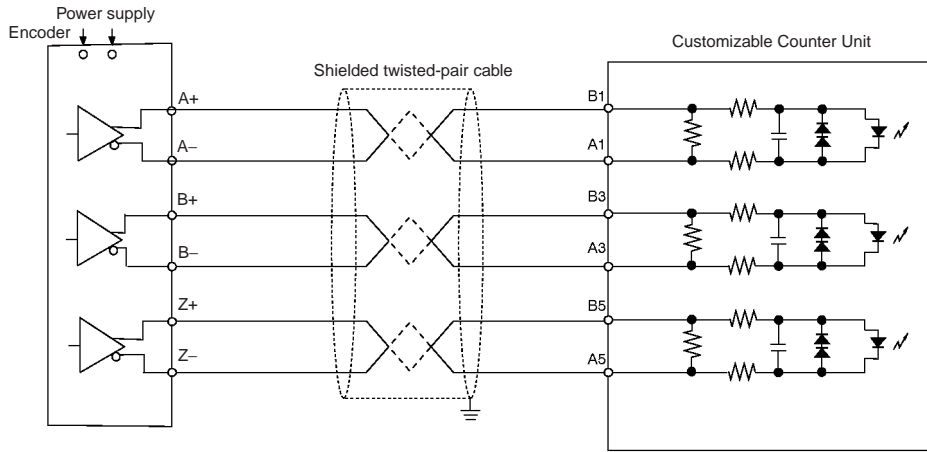 Power supply
Encoder
Customizable Counter Unit
Shielded twisted-pair cable
A+
B1
A−
A1
B+
B3
B−
A3
Z+
B5
Z−
A5